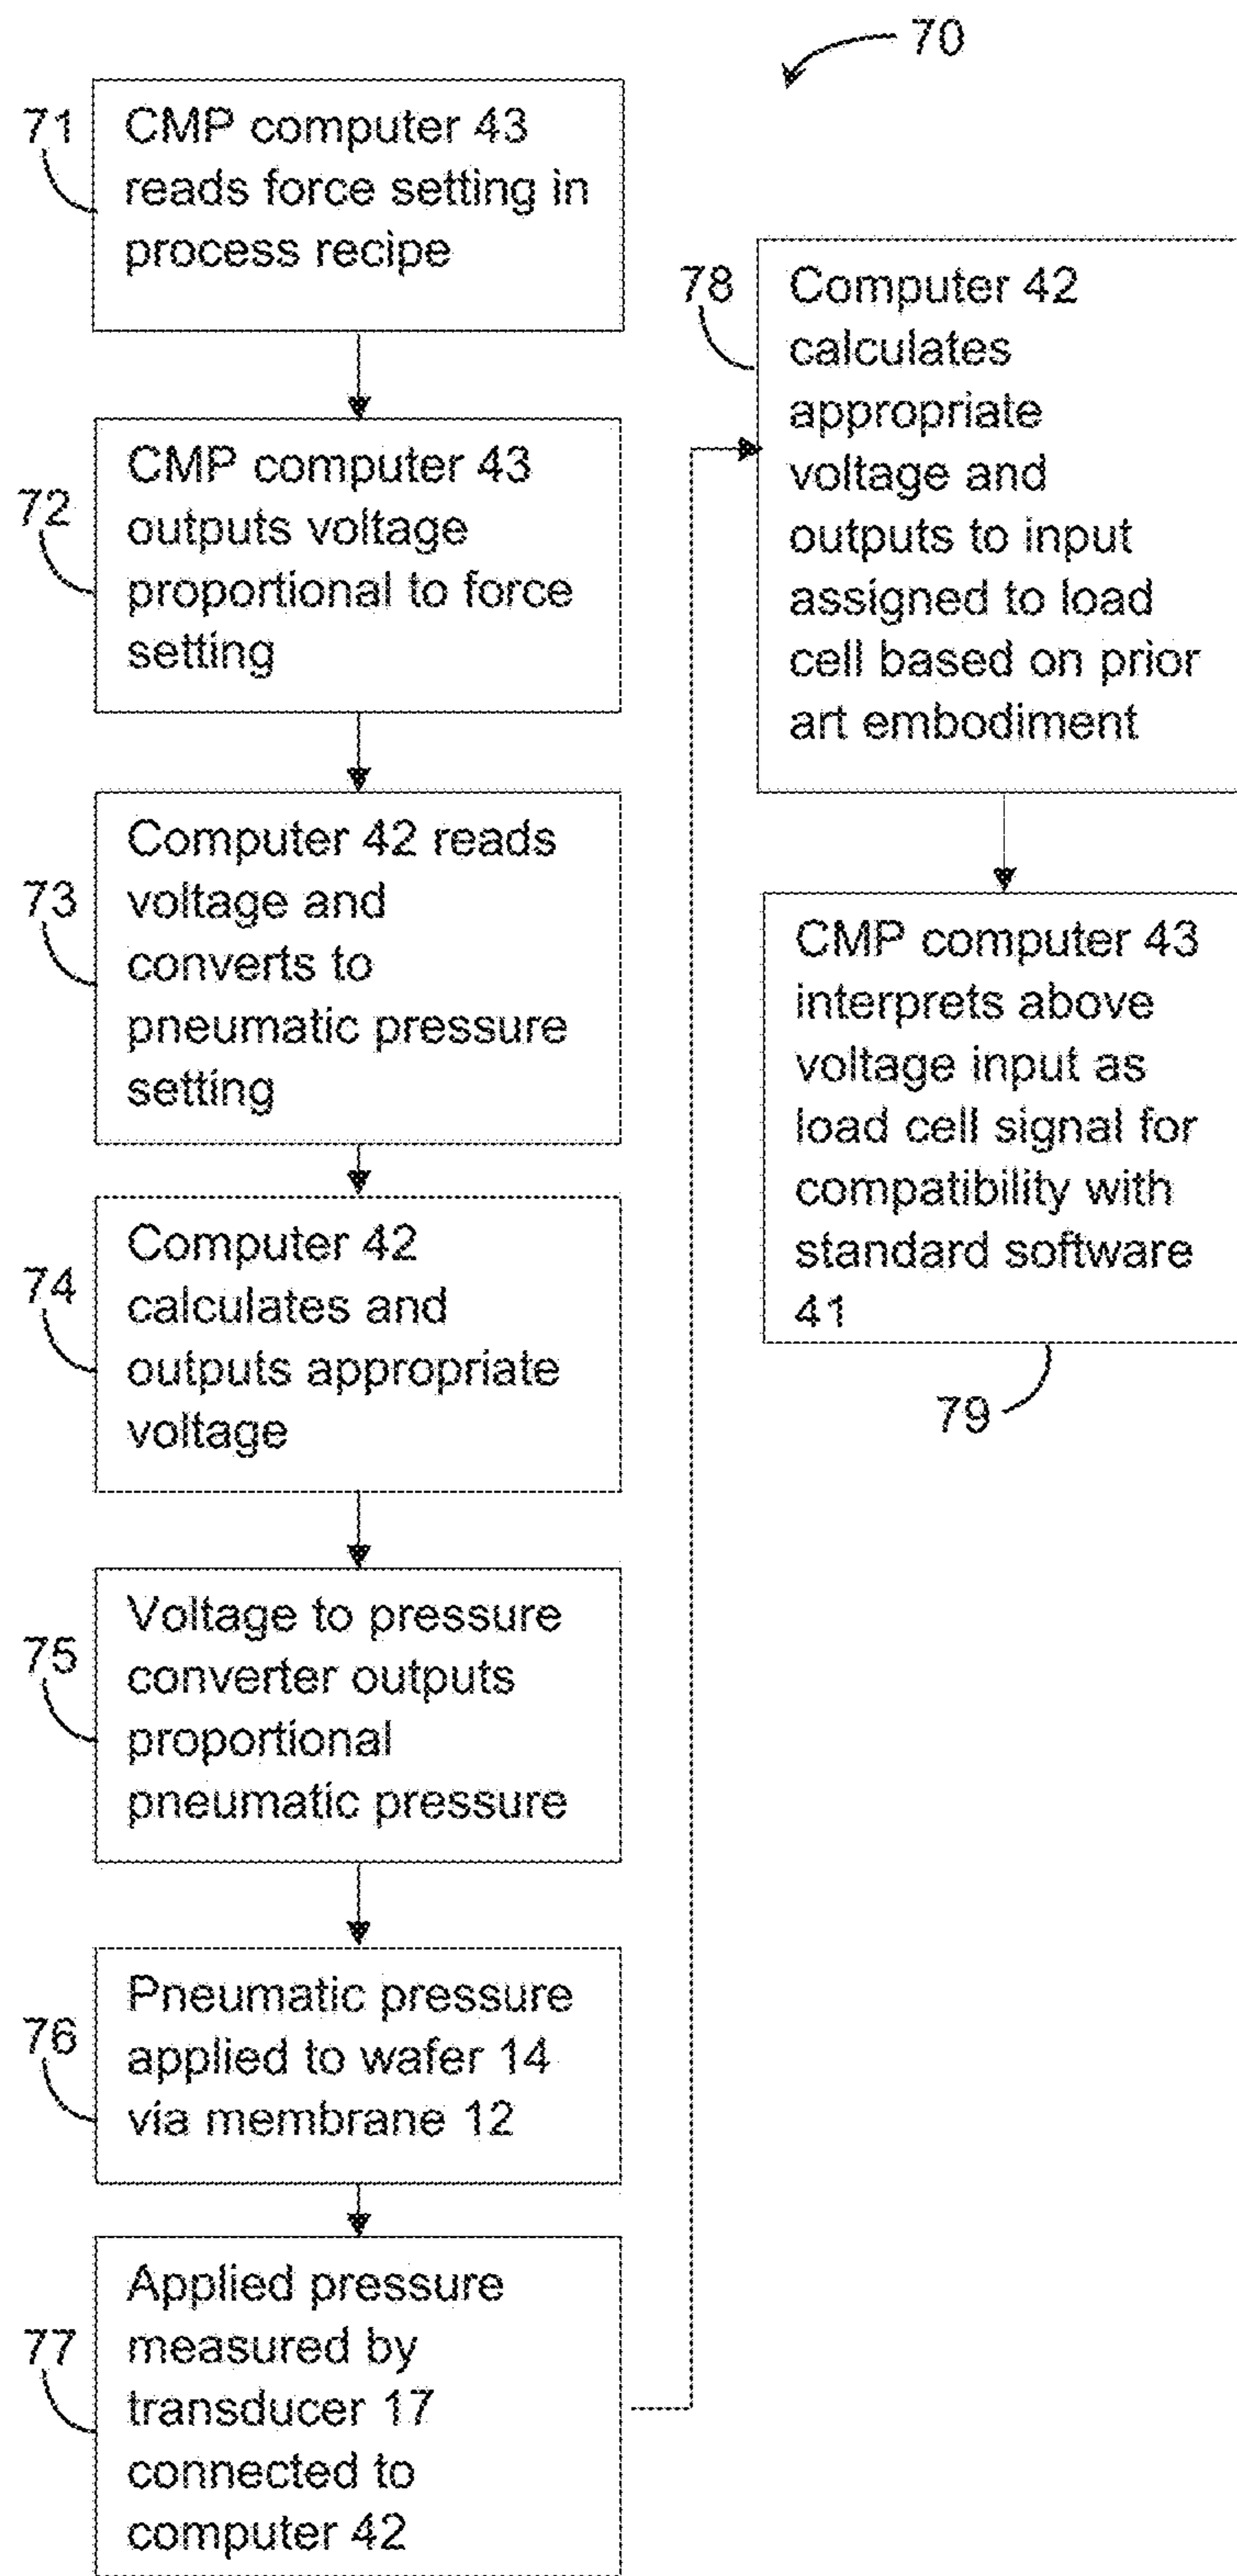 70
71
CMP computer 43
reads force setting in
process recipe
72
CMP computer 43
outputs voltage
proportional to force
setting
73
Computer 42 reads
voltage and
converts to
pneumatic pressure
setting
74
Computer 42
calculates and
outputs appropriate
voltage
75
Voltage to pressure
converter outputs
proportional
pneumatic pressure
76
Pneumatic pressure
applied to wafer 14
via membrane 12
77
Applied pressure
measured by
transducer 17
connected to
computer 42
78
Computer 42
calculates
appropriate
voltage and
outputs to input
assigned to load
cell based on prior
art embodiment
CMP computer 43
interprets above
voltage input as
load cell signal for
compatibility with
standard software
41
79